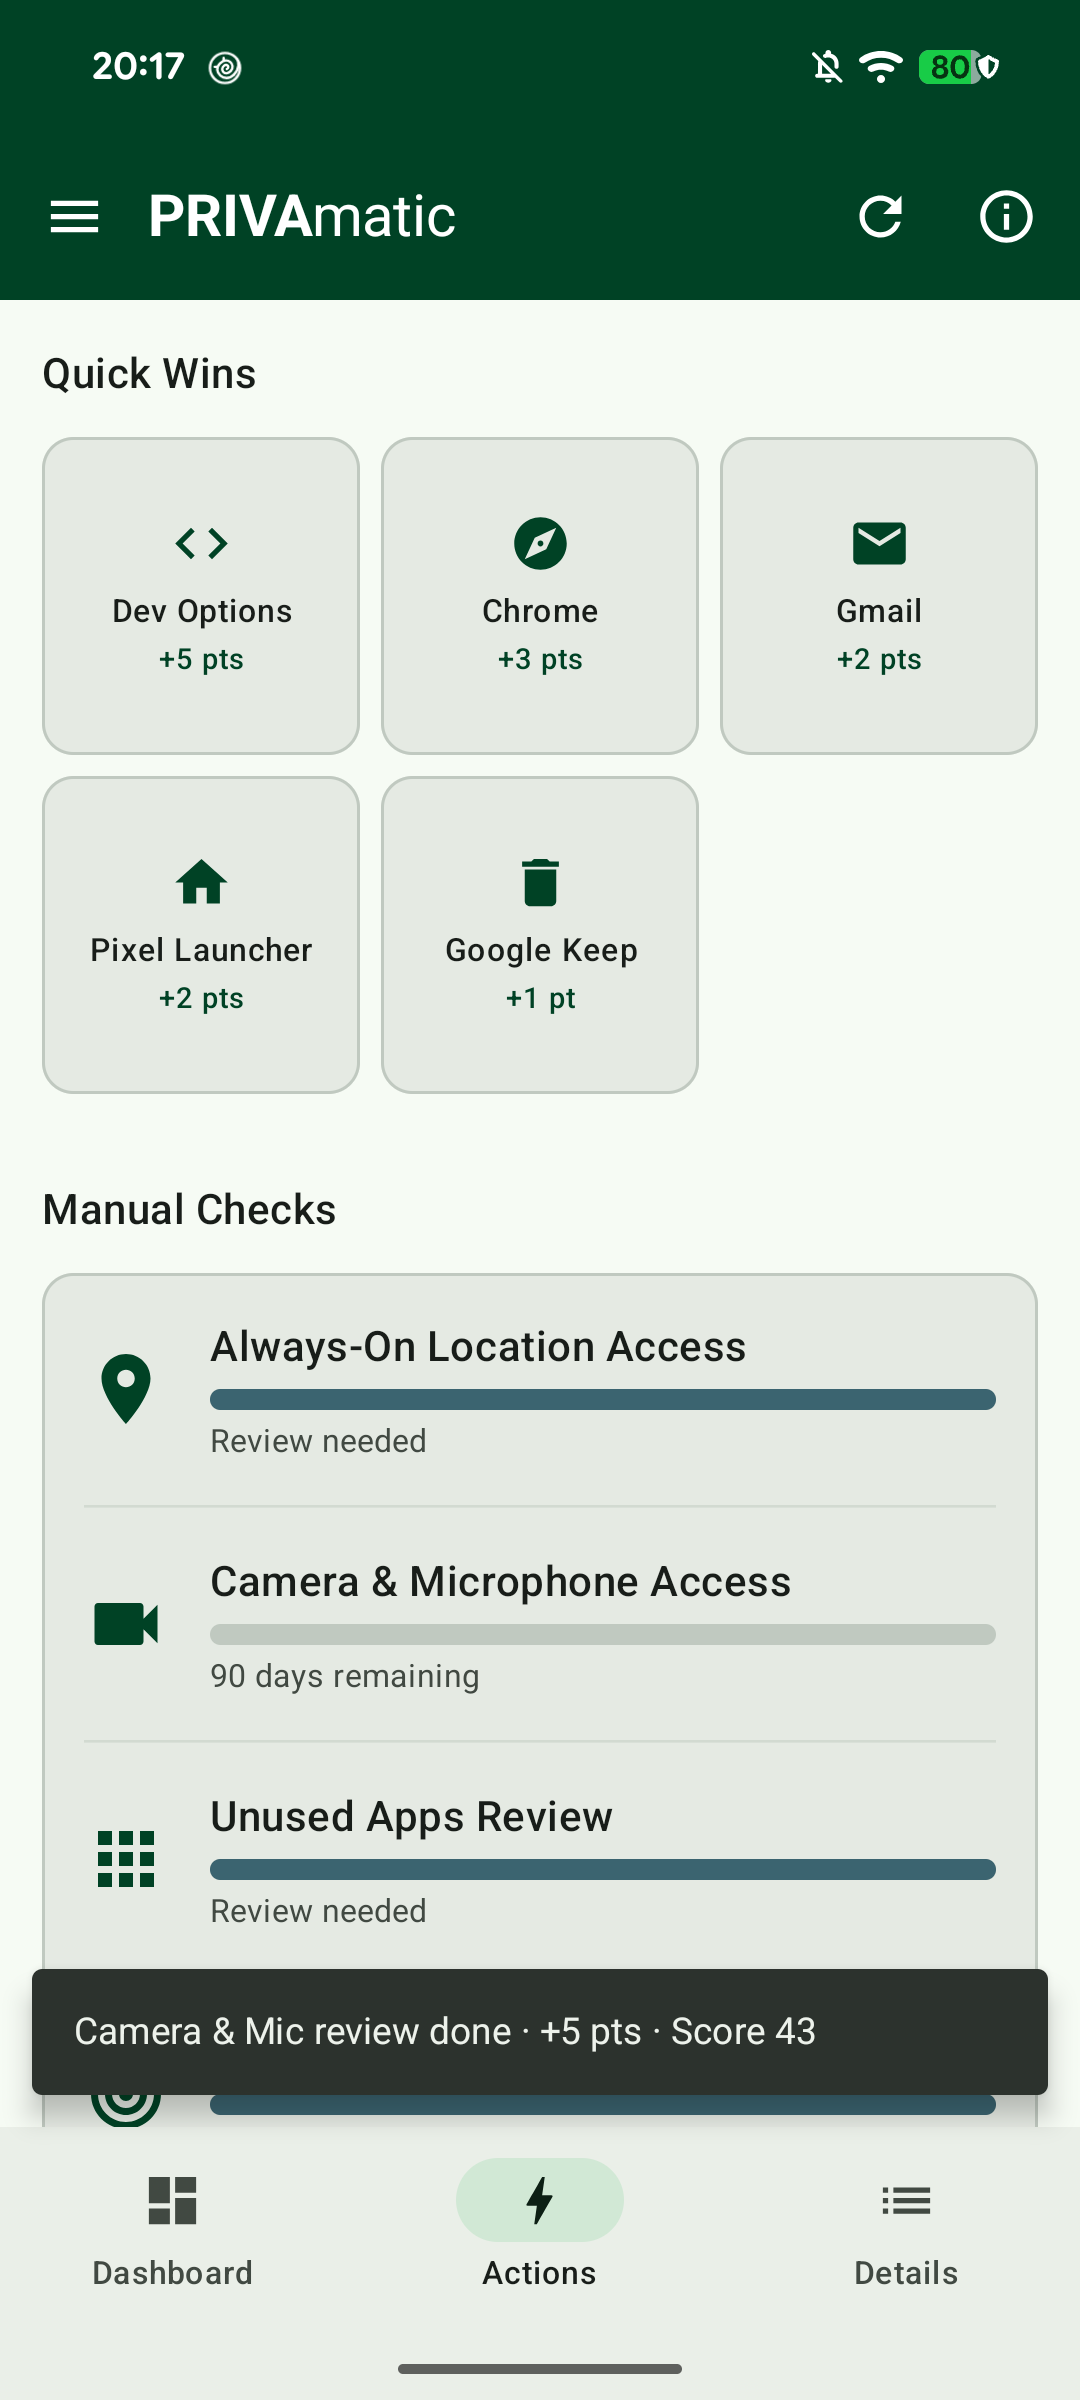 20:17
80
PRIVAmatic
Quick Wins
Dev Options
+5 pts
Chrome
+3 pts
Gmail
+2 pts
Pixel Launcher
+2 pts
Google Keep
+1 pt
Manual Checks
Always-On Location Access
Review needed
Camera & Microphone Access
90 days remaining
Unused Apps Review
Review needed
Camera & Mic review done · +5 pts · Score 43
Dashboard
Actions
Details